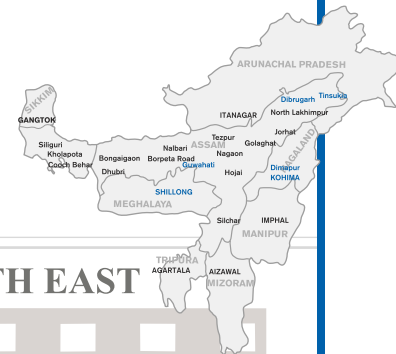 ARUNACHAL PRADESH
SIKKIM
Dibrugarh
Tinsukia
GANGTOK
ITANAGAR
North Lakhimpur
Jorhat
Tezpur
ASSAM
Golaghat
NAGALAND
Siliguri
Nalbari
Kholapota
Nagaon
Bongaigaon
Borpeta Road
Cooch Behar
Guwahati
Dimapur
Dhubri
Hojai
KOHIMA
SHILLONG
MEGHALAYA
Silchar
IMPHAL
MANIPUR
TRIPURA
AGARTALA
AIZAWAL
MIZORAM
TH EAST